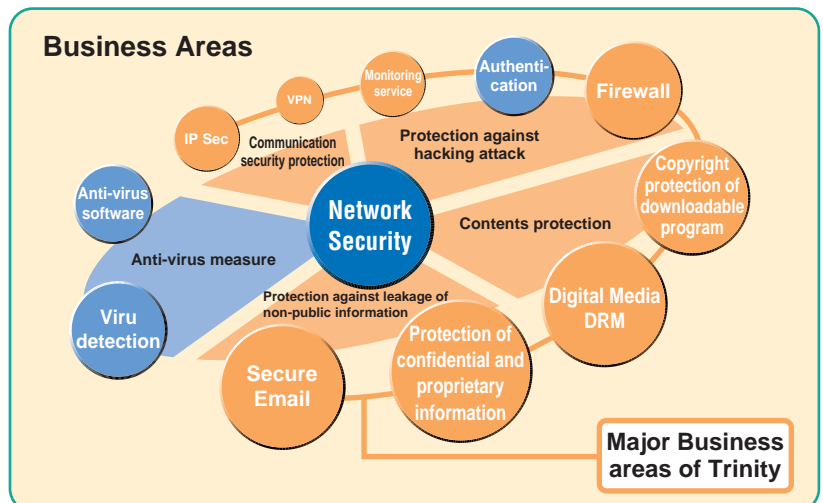 Business Areas
IP Sec
VPN
Monitoring
service
Authenti-
cation
Firewall
Communication
security protection
Protection against
hacking attack
Copyright
protection of
downloadable
program
Anti-virus
software
Network
Security
Contents protection
Anti-virus measure
Viru
detection
Protection against leakage of
non-public information
Digital Media
DRM
Protection of
confidential and
proprietary
information
Secure
Email
Major Business
areas of Trinity